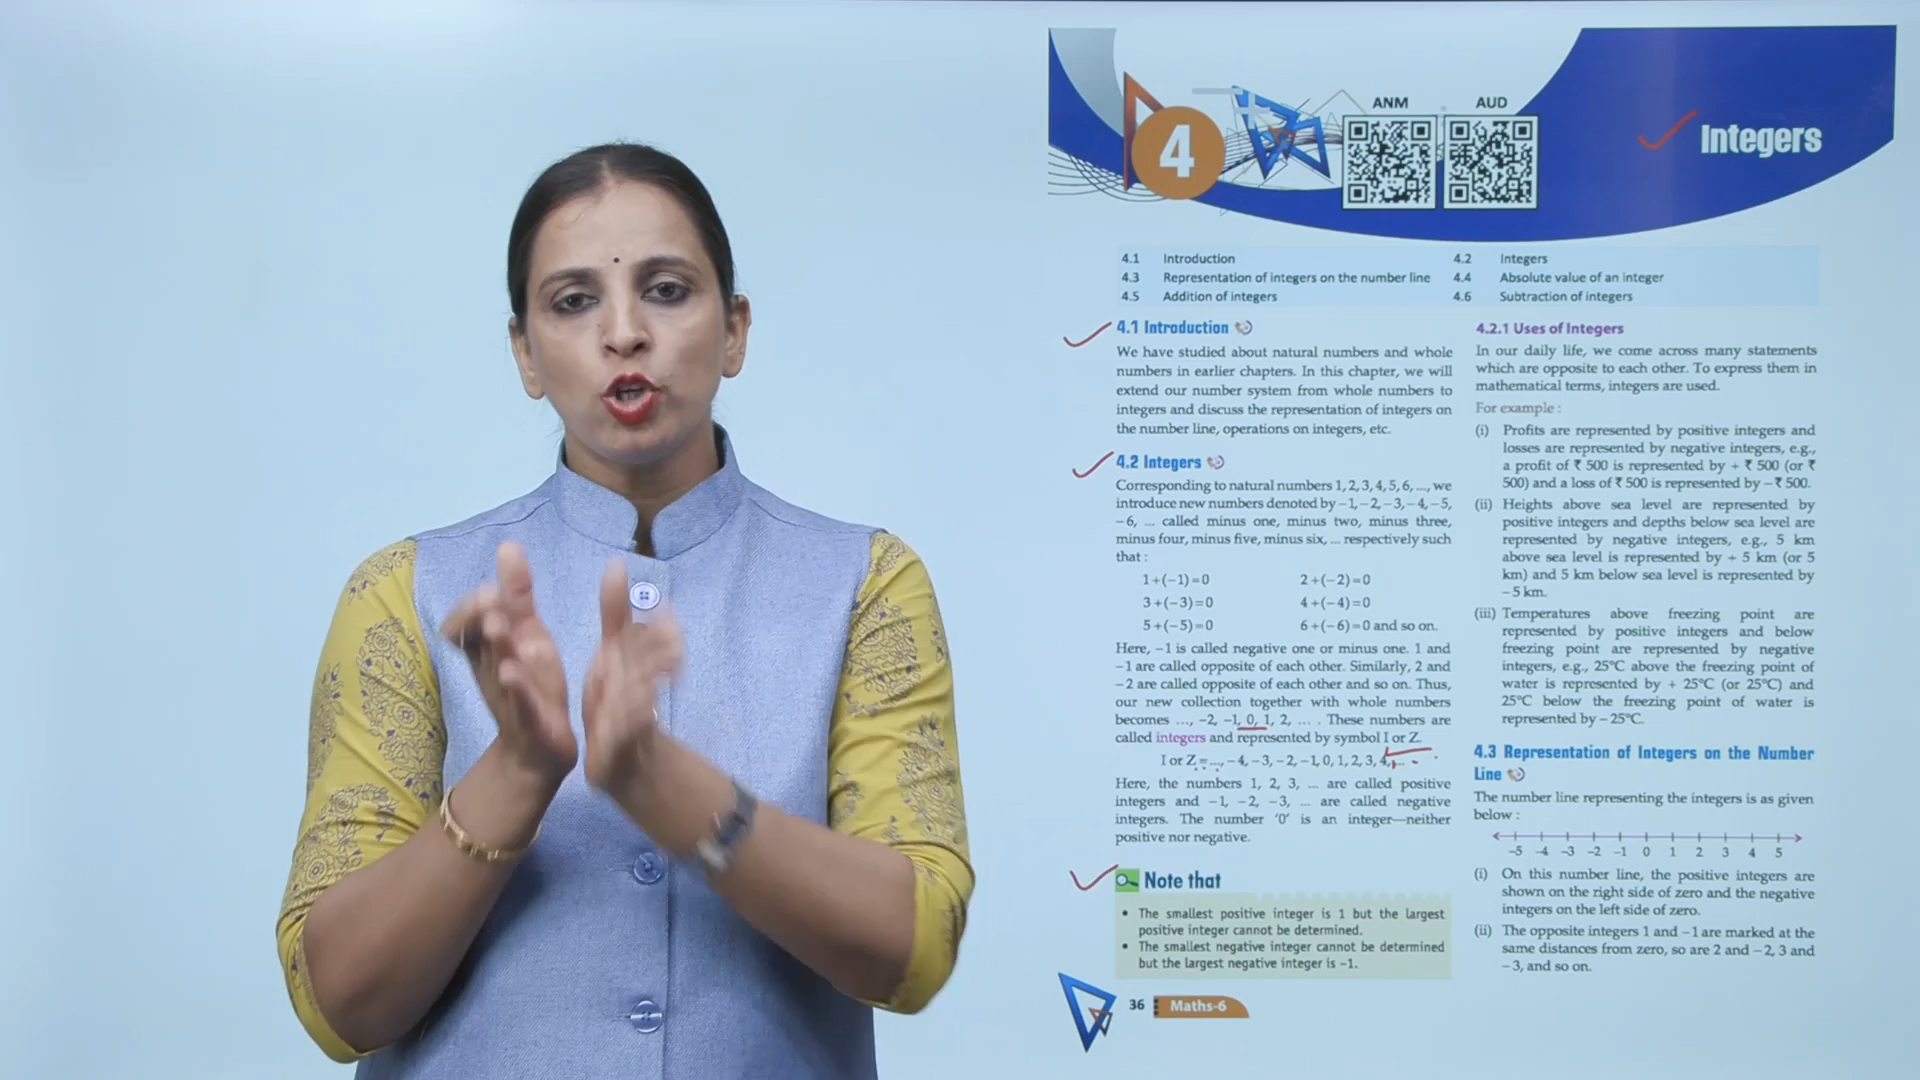 ANM
AUD
4
Integers
4.1 Introduction
4.2 Integers
4.3 Representation of integers on the number line
4.4 Absolute value of an integer
4.5 Addition of integers
4.6 Subtraction of integers
4.1 Introduction
We have studied about natural numbers and whole
numbers in earlier chapters. In this chapter, we will
extend our number system from whole numbers to
integers and discuss the representation of integers on
the number line, operations on integers, etc.
4.2 Integers
Corresponding to natural numbers 1, 2, 3, 4, 5, 6, ..., we
introduce new numbers denoted by −1, −2, −3, −4, −5,
−6, ... called minus one, minus two, minus three,
minus four, minus five, minus six, ... respectively such
that :
1+(−1)=0 2+(−2)=0
3+(−3)=0 4+(−4)=0
5+(−5)=0 6+(−6)=0 and so on.
Here, −1 is called negative one or minus one. 1 and
−1 are called opposite of each other. Similarly, 2 and
−2 are called opposite of each other and so on. Thus,
our new collection together with whole numbers
becomes ..., −2, −1, 0, 1, 2, ... . These numbers are
called integers and represented by symbol I or Z.
I or Z = ..., −4, −3, −2, −1, 0, 1, 2, 3, 4, ...
Here, the numbers 1, 2, 3, ... are called positive
integers and −1, −2, −3, ... are called negative
integers. The number '0' is an integer—neither
positive nor negative.
Note that
• The smallest positive integer is 1 but the largest
positive integer cannot be determined.
• The smallest negative integer cannot be determined
but the largest negative integer is −1.
36 Maths-6
4.2.1 Uses of Integers
In our daily life, we come across many statements
which are opposite to each other. To express them in
mathematical terms, integers are used.
For example :
(i) Profits are represented by positive integers and
losses are represented by negative integers, e.g.,
a profit of ₹ 500 is represented by + ₹ 500 (or ₹
500) and a loss of ₹ 500 is represented by −₹ 500.
(ii) Heights above sea level are represented by
positive integers and depths below sea level are
represented by negative integers, e.g., 5 km
above sea level is represented by + 5 km (or 5
km) and 5 km below sea level is represented by
−5 km.
(iii) Temperatures above freezing point are
represented by positive integers and below
freezing point are represented by negative
integers, e.g., 25°C above the freezing point of
water is represented by + 25°C (or 25°C) and
25°C below the freezing point of water is
represented by −25°C.
4.3 Representation of Integers on the Number
Line
The number line representing the integers is as given
below :
−5 −4 −3 −2 −1 0 1 2 3 4 5
(i) On this number line, the positive integers are
shown on the right side of zero and the negative
integers on the left side of zero.
(ii) The opposite integers 1 and −1 are marked at the
same distances from zero, so are 2 and −2, 3 and
−3, and so on.